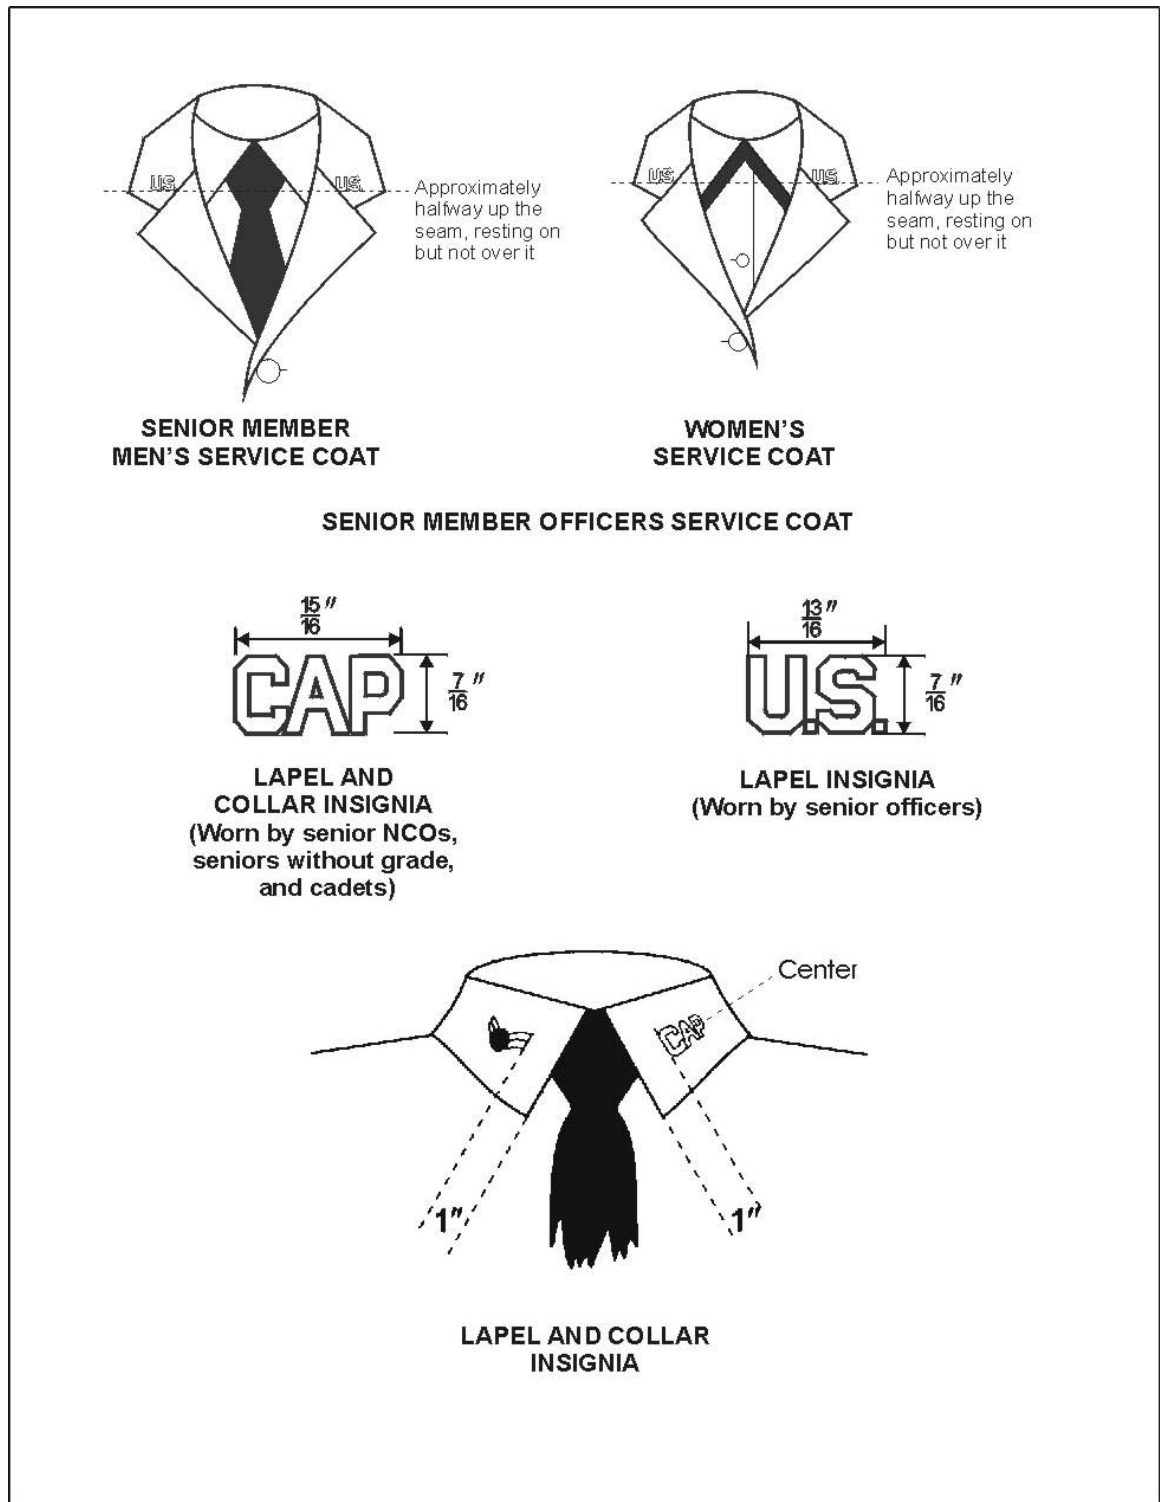 US
US
Approximately
halfway up the
seam, resting on
but not over it
SENIOR MEMBER
MEN'S SERVICE COAT
US
US
Approximately
halfway up the
seam, resting on
but not over it
WOMEN'S
SERVICE COAT
SENIOR MEMBER OFFICERS SERVICE COAT
15/16"
CAP
7/16"
LAPEL AND
COLLAR INSIGNIA
(Worn by senior NCOs,
seniors without grade,
and cadets)
13/16"
U.S.
7/16"
LAPEL INSIGNIA
(Worn by senior officers)
Center
CAP
1"
1"
LAPEL AND COLLAR
INSIGNIA